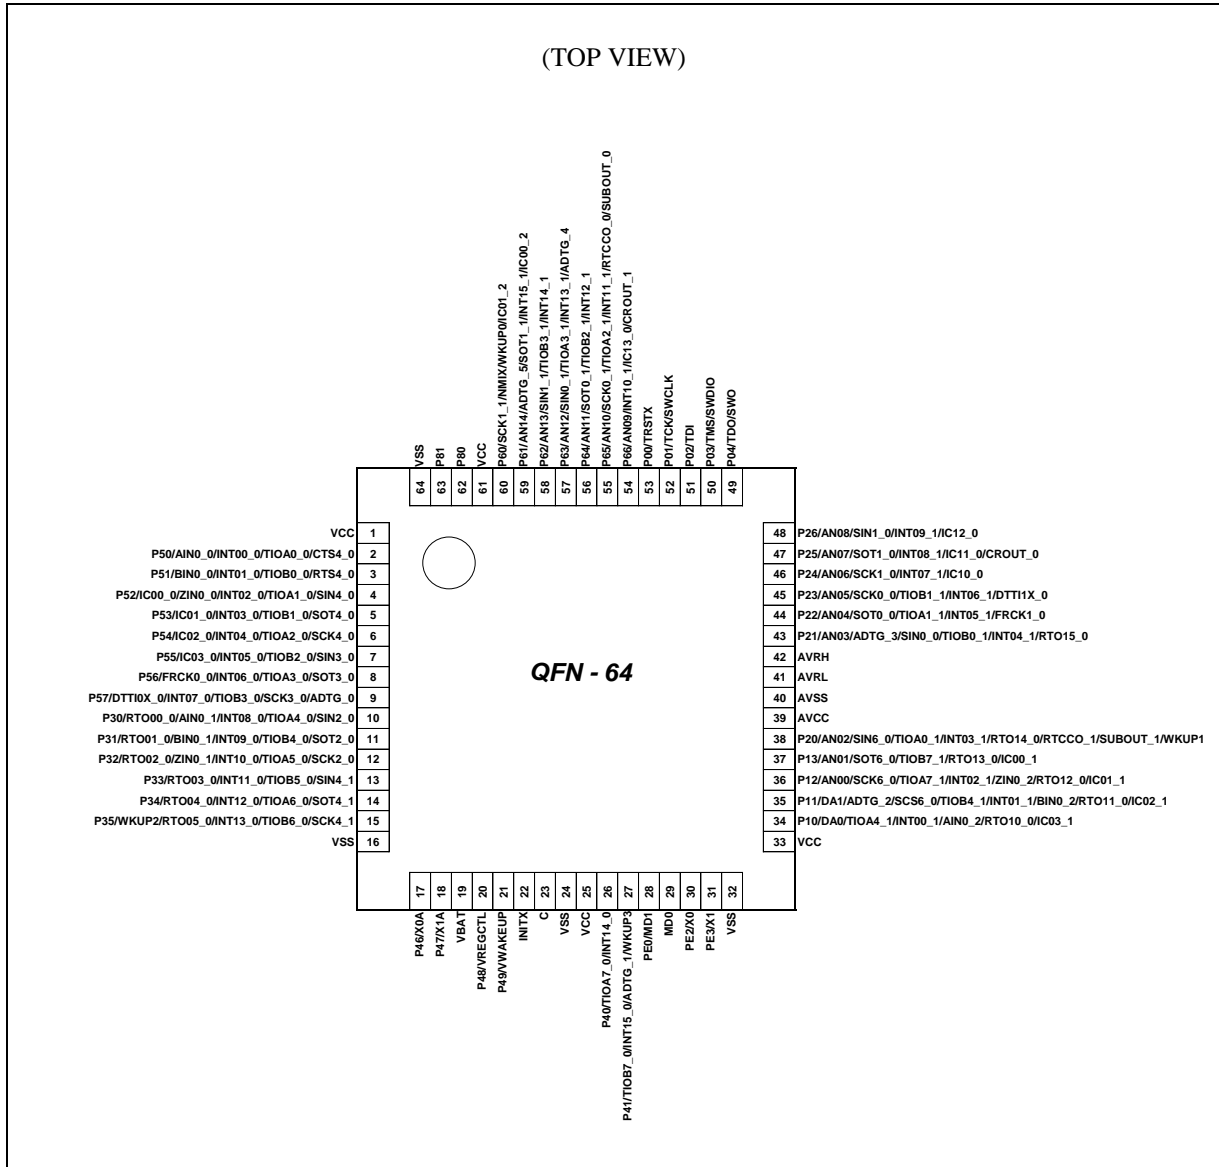 (TOP VIEW)
VSS
P81
P80
VCC
P60/SCK1_1/NMIX/WKUP0/IC01_2
P61/AN14/ADTG_5/SOT1_1/INT15_1/IC00_2
P62/AN13/SIN1_1/TIOB3_1/INT14_1
P63/AN12/SIN0_1/TIOA3_1/INT13_1/ADTG_4
P64/AN11/SOT0_1/TIOB2_1/INT12_1
P65/AN10/SCK0_1/TIOA2_1/INT11_1/RTCCO_0/SUBOUT_0
P66/AN09/INT10_1/IC13_0/CROUT_1
P00/TRSTX
P01/TCK/SWCLK
P02/TDI
P03/TMS/SWDIO
P04/TDO/SWO
64 63 62 61 60 59 58 57 56 55 54 53 52 51 50 49
VCC 1
P50/AIN0_0/INT00_0/TIOA0_0/CTS4_0 2
P51/BIN0_0/INT01_0/TIOB0_0/RTS4_0 3
P52/IC00_0/ZIN0_0/INT02_0/TIOA1_0/SIN4_0 4
P53/IC01_0/INT03_0/TIOB1_0/SOT4_0 5
P54/IC02_0/INT04_0/TIOA2_0/SCK4_0 6
P55/IC03_0/INT05_0/TIOB2_0/SIN3_0 7
P56/FRCK0_0/INT06_0/TIOA3_0/SOT3_0 8
P57/DTTI0X_0/INT07_0/TIOB3_0/SCK3_0/ADTG_0 9
P30/RTO00_0/AIN0_1/INT08_0/TIOA4_0/SIN2_0 10
P31/RTO01_0/BIN0_1/INT09_0/TIOB4_0/SOT2_0 11
P32/RTO02_0/ZIN0_1/INT10_0/TIOA5_0/SCK2_0 12
P33/RTO03_0/INT11_0/TIOB5_0/SIN4_1 13
P34/RTO04_0/INT12_0/TIOA6_0/SOT4_1 14
P35/WKUP2/RTO05_0/INT13_0/TIOB6_0/SCK4_1 15
VSS 16
QFN - 64
48 P26/AN08/SIN1_0/INT09_1/IC12_0
47 P25/AN07/SOT1_0/INT08_1/IC11_0/CROUT_0
46 P24/AN06/SCK1_0/INT07_1/IC10_0
45 P23/AN05/SCK0_0/TIOB1_1/INT06_1/DTTI1X_0
44 P22/AN04/SOT0_0/TIOA1_1/INT05_1/FRCK1_0
43 P21/AN03/ADTG_3/SIN0_0/TIOB0_1/INT04_1/RTO15_0
42 AVRH
41 AVRL
40 AVSS
39 AVCC
38 P20/AN02/SIN6_0/TIOA0_1/INT03_1/RTO14_0/RTCCO_1/SUBOUT_1/WKUP1
37 P13/AN01/SOT6_0/TIOB7_1/RTO13_0/IC00_1
36 P12/AN00/SCK6_0/TIOA7_1/INT02_1/ZIN0_2/RTO12_0/IC01_1
35 P11/DA1/ADTG_2/SCS6_0/TIOB4_1/INT01_1/BIN0_2/RTO11_0/IC02_1
34 P10/DA0/TIOA4_1/INT00_1/AIN0_2/RTO10_0/IC03_1
33 VCC
17 18 19 20 21 22 23 24 25 26 27 28 29 30 31 32
P46/X0A
P47/X1A
VBAT
P48/VREGCTL
P49/VWAKEUP
INITX
C
VSS
VCC
P40/TIOA7_0/INT14_0
P41/TIOB7_0/INT15_0/ADTG_1/WKUP3
PE0/MD1
MD0
PE2/X0
PE3/X1
VSS